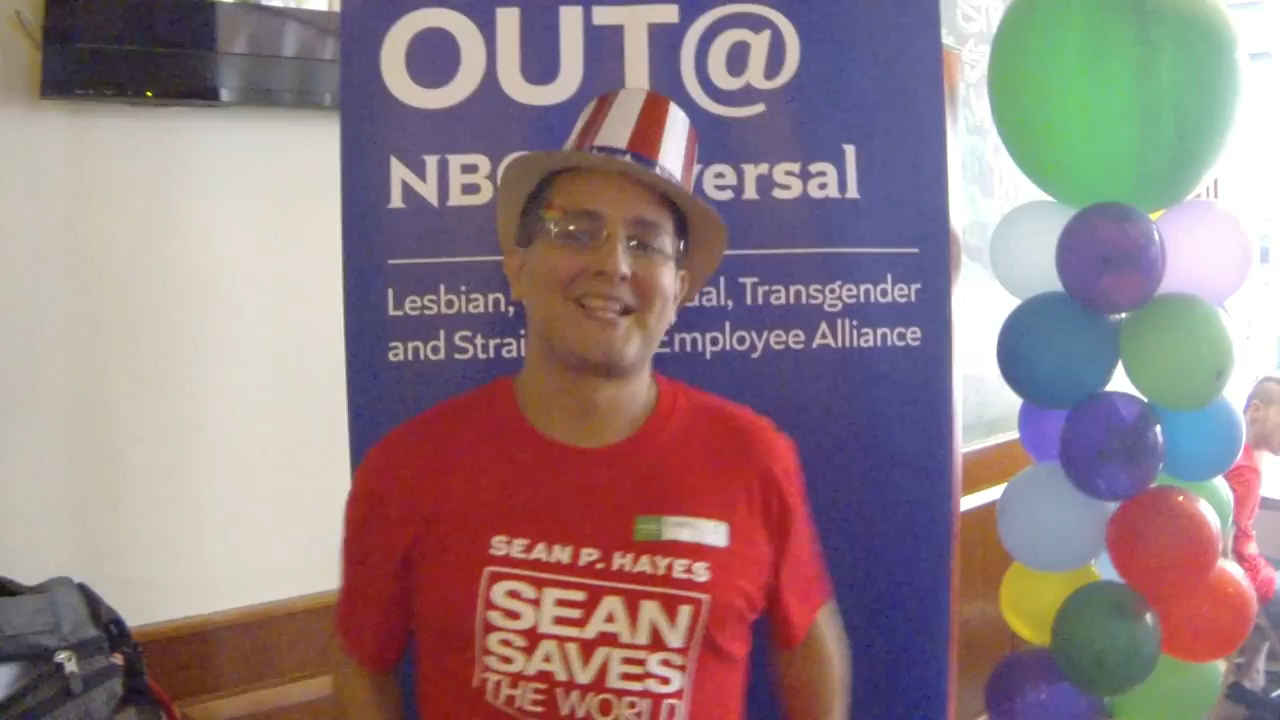 OUT@
NBC versal
Lesbian, ual, Transgender
and Strai Employee Alliance
SEAN P. HAYES
SEAN
SAVES
THE WORLD